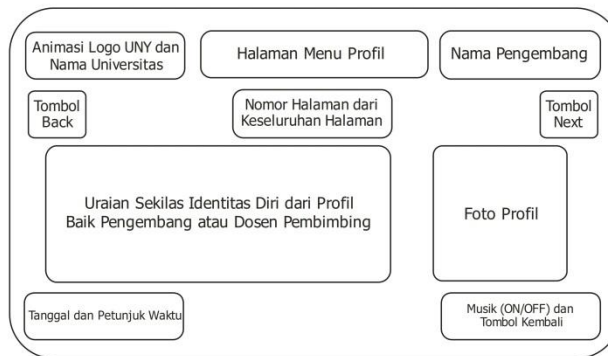 Animasi Logo UNY dan
Nama Universitas
Halaman Menu Profil
Nama Pengembang
Tombol
Back
Nomor Halaman dari
Keseluruhan Halaman
Tombol
Next
Uraian Sekilas Identitas Diri dari Profil
Baik Pengembang atau Dosen Pembimbing
Foto Profil
Tanggal dan Petunjuk Waktu
Musik (ON/OFF) dan
Tombol Kembali